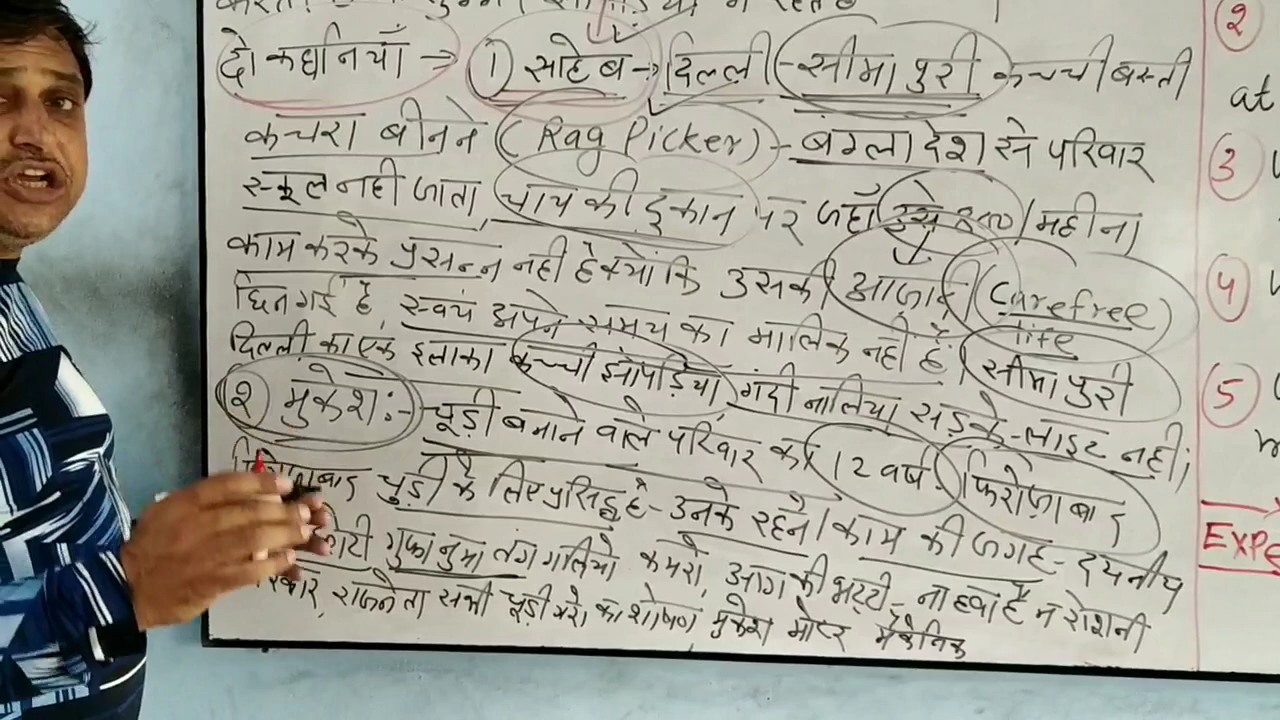 दो कहानियाँ → ① साहेब → दिल्ली - सीमापुरी कच्ची बस्ती
कचरा बीनने (Rag Picker) - बंग्लादेश से परिवार
स्कूल नही जाता, चाय की दुकान पर जहाँ उसे 800/महीना
काम करके प्रसन्न नही है क्यों कि उसकी आज़ादी (Carefree life)
छिन गई है, स्वयं अपने समय का मालिक नही है। सीमापुरी
दिल्ली का एक इलाका कच्ची झोपड़ियां, गंदी नालियां सड़के-लाइट नही;
② मुकेश:- चूड़ी बनाने वाले परिवार का 12 वर्ष. फिरोज़ाबाद
चूड़ी के लिए प्रसिद्ध है - उनके रहने/काम की जगह - दयनीय
छोटी गुफानुमा तंग गलियो कमरो, आग की भट्टी, ना हवा है न रोशनी
राजनेता सभी चूड़ी का शोषण, मुकेश मोटर मैकेनिक
②
at
③
④
⑤